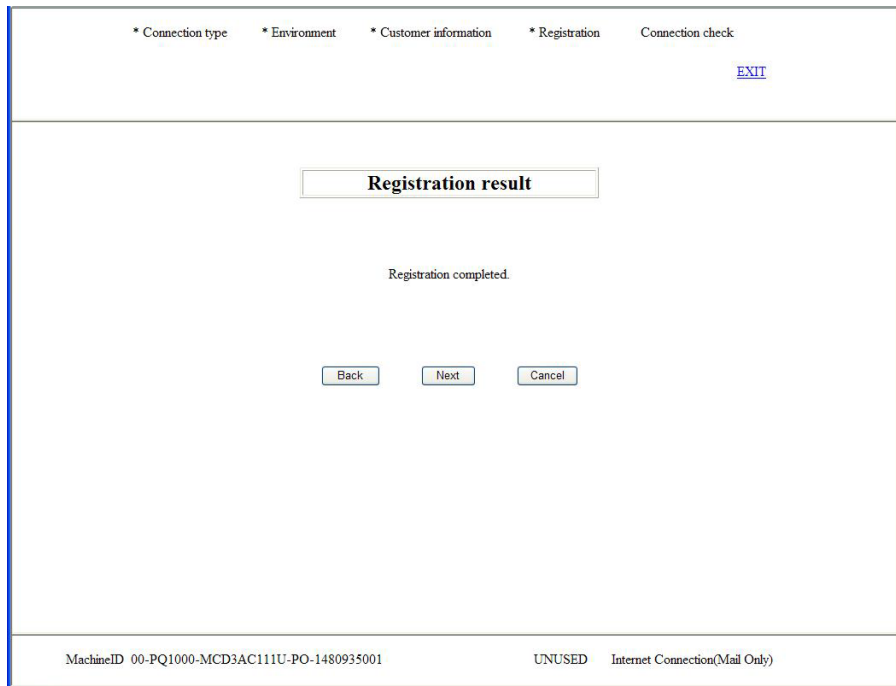 * Connection type * Environment * Customer information * Registration Connection check
EXIT
Registration result
Registration completed.
Back Next Cancel
MachineID 00-PQ1000-MCD3AC111U-PO-1480935001 UNUSED Internet Connection(Mail Only)